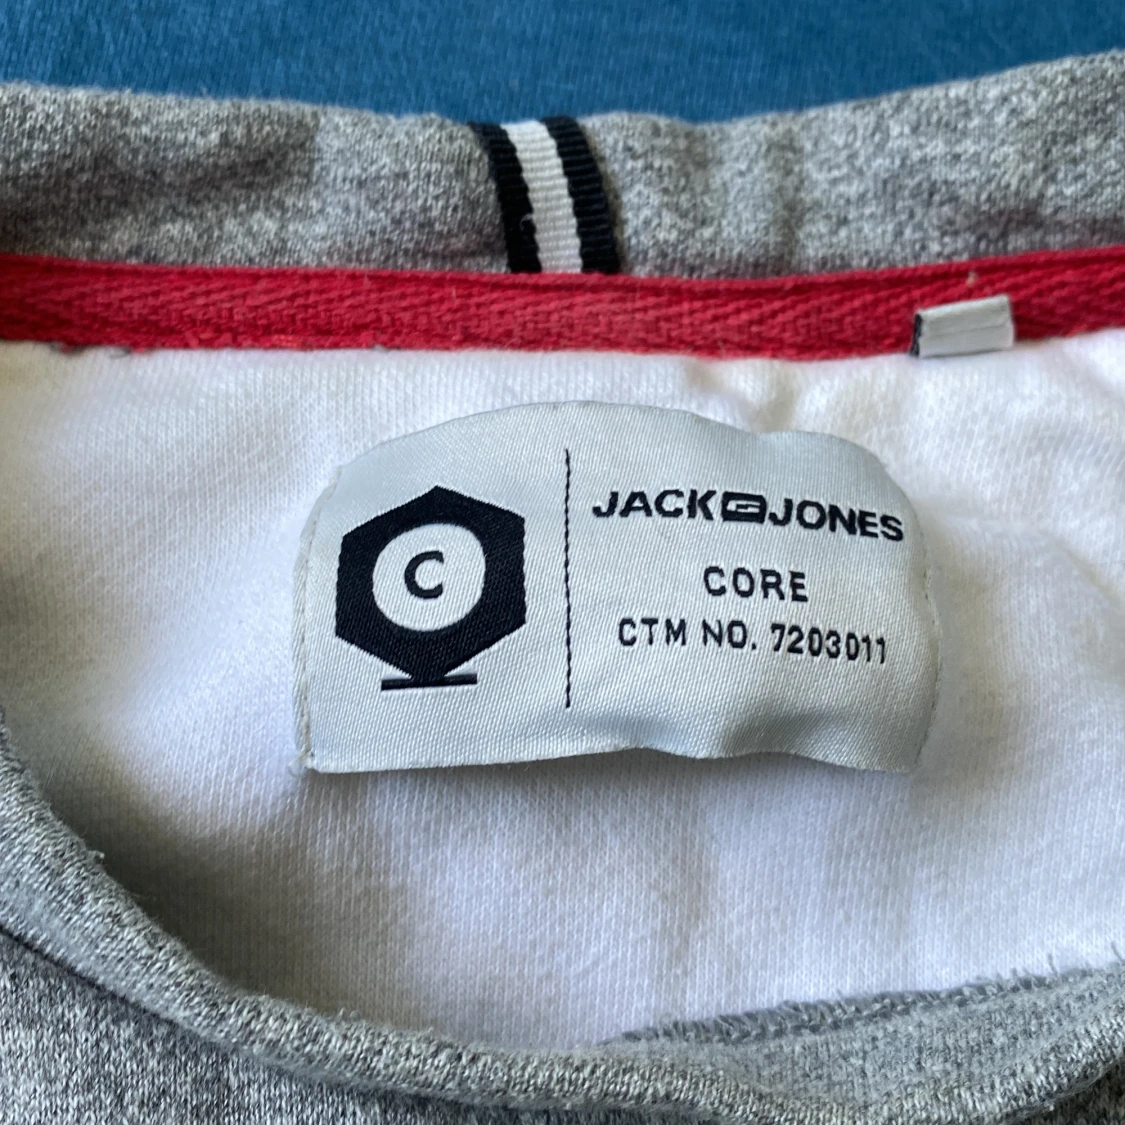 C
JACK JONES
CORE
CTM NO. 7203011